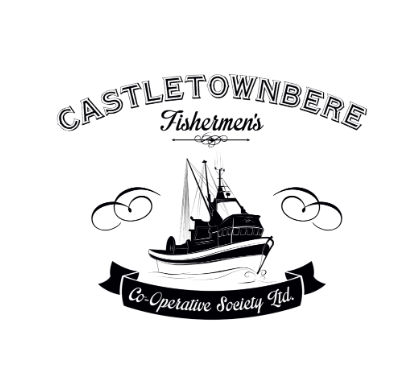 CASTLETOWNBERE
Fishermen's
Co-Operative Society Ltd.